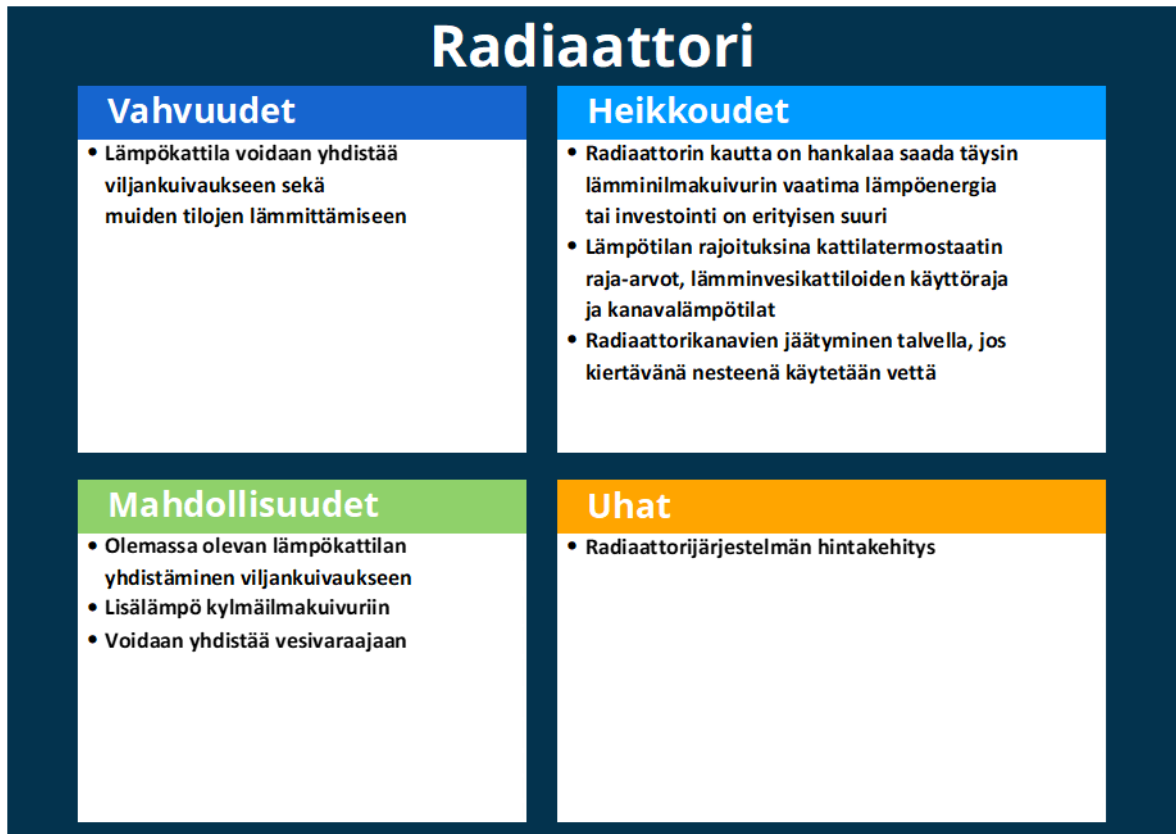 Radiaattori
Vahvuudet
• Lämpökattila voidaan yhdistää
viljankuivaukseen sekä
muiden tilojen lämmittämiseen
Heikkoudet
• Radiaattorin kautta on hankalaa saada täysin
lämminilmakuivurin vaatima lämpöenergia
tai investointi on erityisen suuri
• Lämpötilan rajoituksina kattilatermostaatin
raja-arvot, lämminvesikattiloiden käyttöraja
ja kanavalämpötilat
• Radiaattorikanavien jäätyminen talvella, jos
kiertävänä nesteenä käytetään vettä
Mahdollisuudet
• Olemassa olevan lämpökattilan
yhdistäminen viljankuivaukseen
• Lisälämpö kylmäilmakuivuriin
• Voidaan yhdistää vesivaraajaan
Uhat
• Radiaattorijärjestelmän hintakehitys